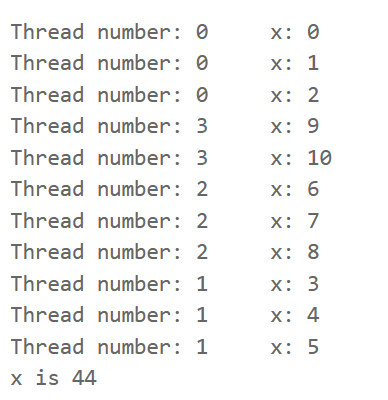 Thread number: 0     x: 0
Thread number: 0     x: 1
Thread number: 0     x: 2
Thread number: 3     x: 9
Thread number: 3     x: 10
Thread number: 2     x: 6
Thread number: 2     x: 7
Thread number: 2     x: 8
Thread number: 1     x: 3
Thread number: 1     x: 4
Thread number: 1     x: 5
x is 44